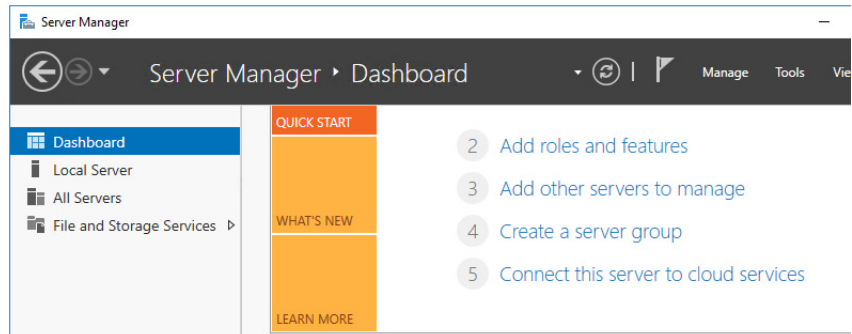 Server Manager
Server Manager ‣ Dashboard
Manage Tools Vie
Dashboard
Local Server
All Servers
File and Storage Services
QUICK START
WHAT'S NEW
LEARN MORE
2 Add roles and features
3 Add other servers to manage
4 Create a server group
5 Connect this server to cloud services